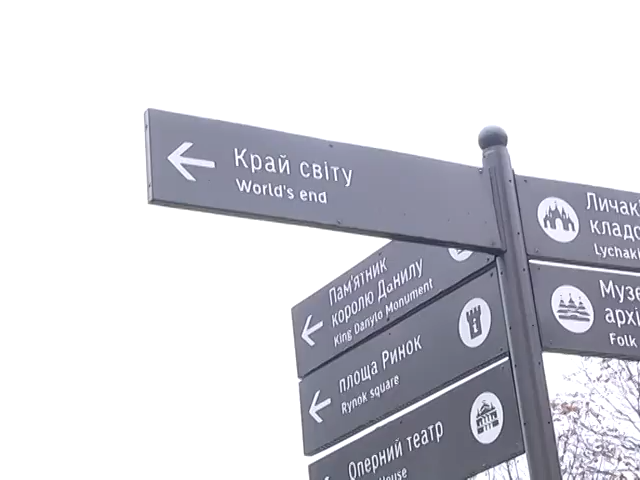 Край світу
World's end
Пам'ятник
королю Данилу
King Danylo Monument
площа Ринок
Rynok square
Оперний театр
House
Личак
кладо
Lychaki
Музе
архі
Folk